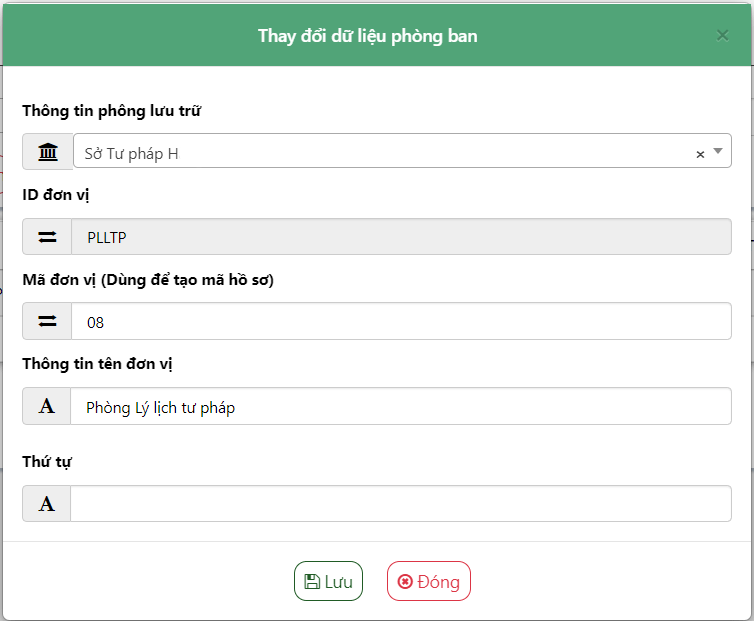 Thay đổi dữ liệu phòng ban
×
Thông tin phông lưu trữ
Sở Tư pháp H
×
ID đơn vị
PLLTP
Mã đơn vị (Dùng để tạo mã hồ sơ)
08
Thông tin tên đơn vị
A Phòng Lý lịch tư pháp
Thứ tự
A
Lưu Đóng